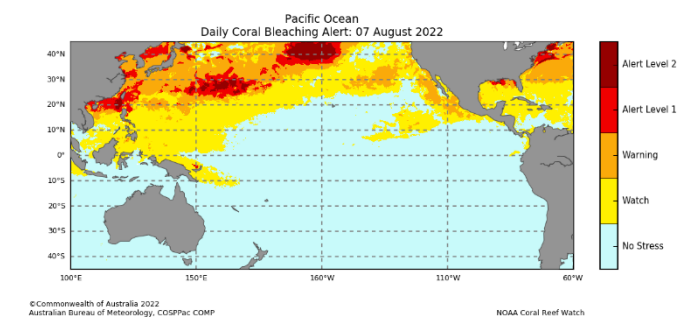 Pacific Ocean
Daily Coral Bleaching Alert: 07 August 2022
40°N
30°N
20°N
10°N
0°
10°S
20°S
30°S
40°S
100°E
150°E
160°W
110°W
60°W
Alert Level 2
Alert Level 1
Warning
Watch
No Stress
©Commonwealth of Australia 2022
Australian Bureau of Meteorology, COSPPac COMP
NOAA Coral Reef Watch